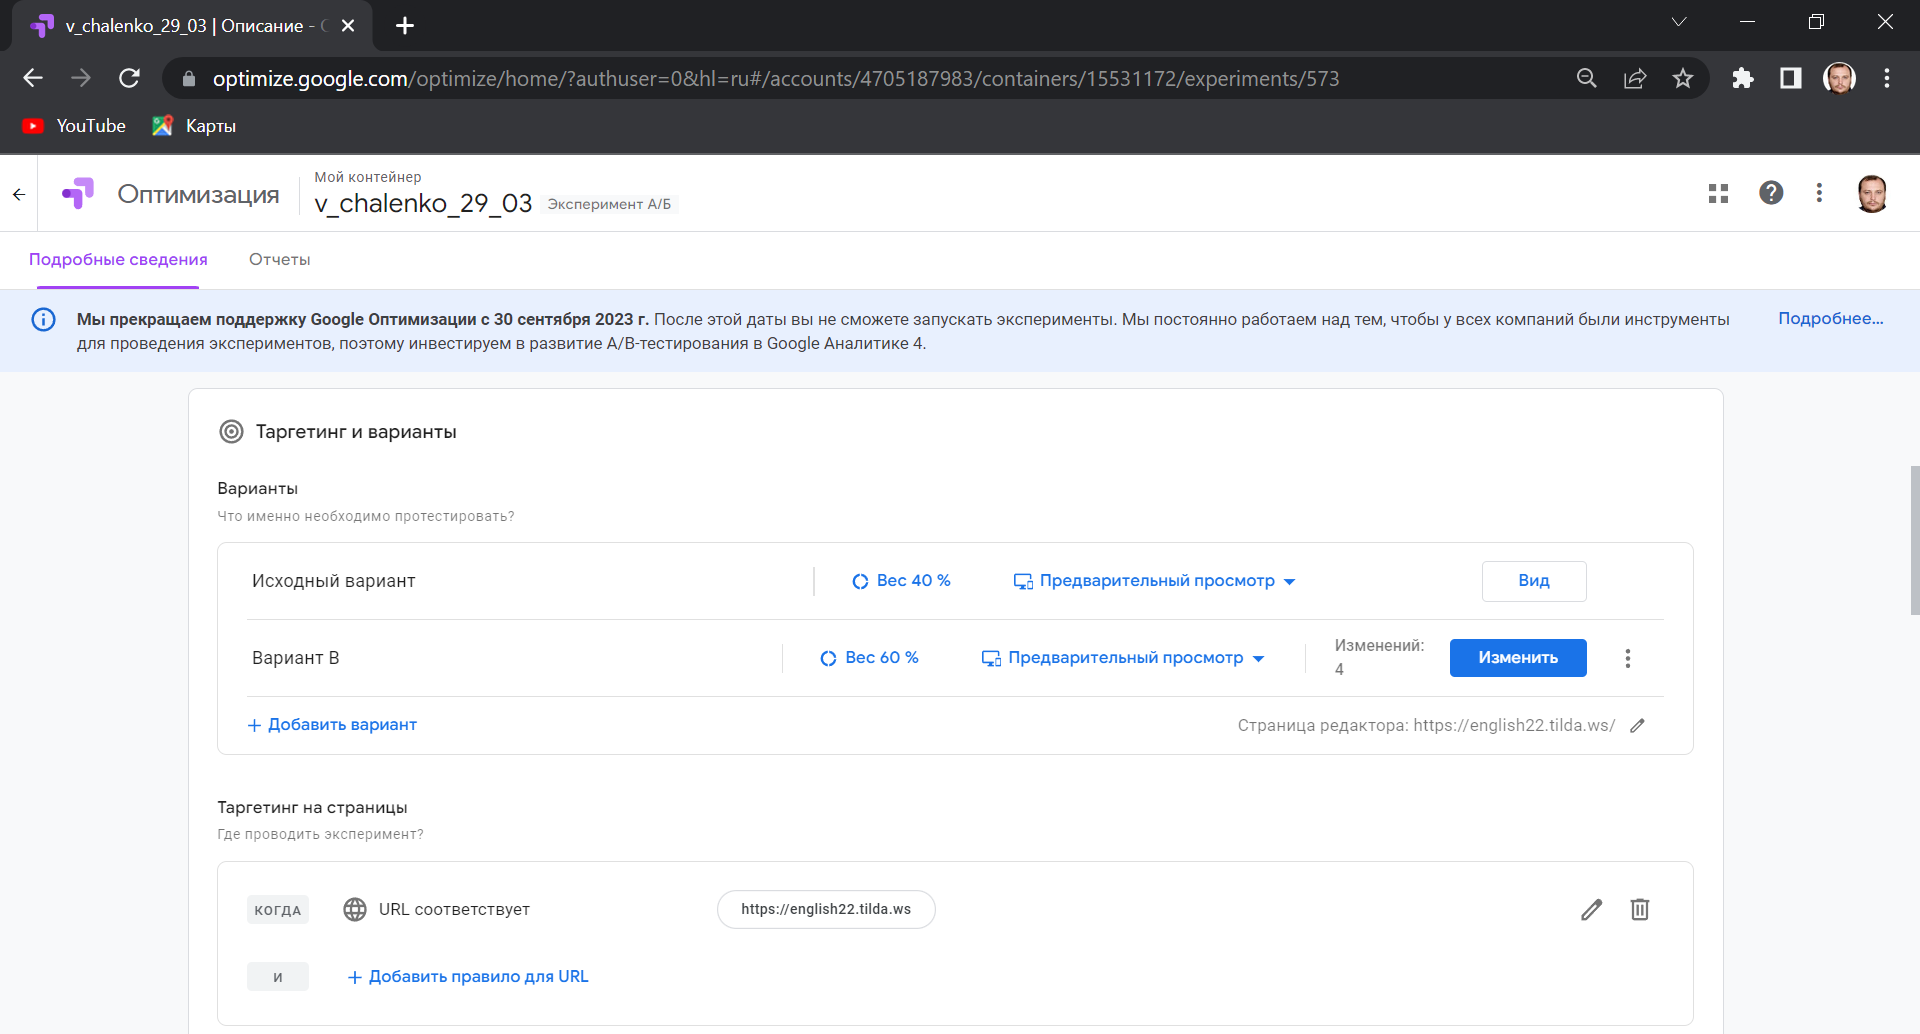 v_chalenko_29_03 | Описание -
optimize.google.com/optimize/home/?authuser=0&hl=ru#/accounts/4705187983/containers/15531172/experiments/573
YouTube
Карты
Оптимизация
Мой контейнер
v_chalenko_29_03
Эксперимент А/Б
Подробные сведения
Отчеты
Мы прекращаем поддержку Google Оптимизации с 30 сентября 2023 г. После этой даты вы не сможете запускать эксперименты. Мы постоянно работаем над тем, чтобы у всех компаний были инструменты
для проведения экспериментов, поэтому инвестируем в развитие A/B-тестирования в Google Аналитике 4.
Подробнее...
Таргетинг и варианты
Варианты
Что именно необходимо протестировать?
Исходный вариант
Вес 40 %
Предварительный просмотр
Вид
Вариант B
Вес 60 %
Предварительный просмотр
Изменений:
4
Изменить
+ Добавить вариант
Страница редактора: https://english22.tilda.ws/
Таргетинг на страницы
Где проводить эксперимент?
КОГДА
URL соответствует
https://english22.tilda.ws
И
+ Добавить правило для URL